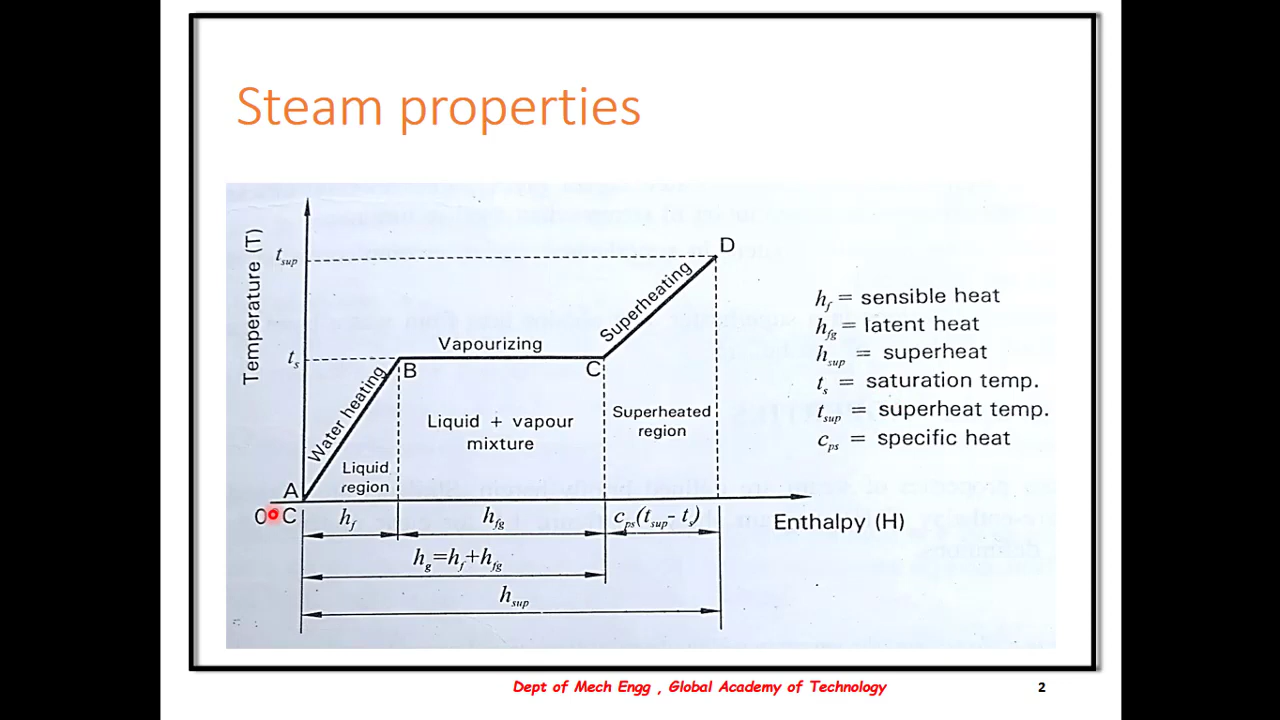 Steam properties
Temperature (T)
t_sup
t_s
A
B
C
D
Water heating
Vapourizing
Superheating
Liquid
region
Liquid + vapour
mixture
Superheated
region
0° C
h_f
h_fg
c_ps(t_sup - t_s)
Enthalpy (H)
h_g=h_f+h_fg
h_sup
h_f = sensible heat
h_fg = latent heat
h_sup = superheat
t_s = saturation temp.
t_sup = superheat temp.
c_ps = specific heat
Dept of Mech Engg , Global Academy of Technology
2